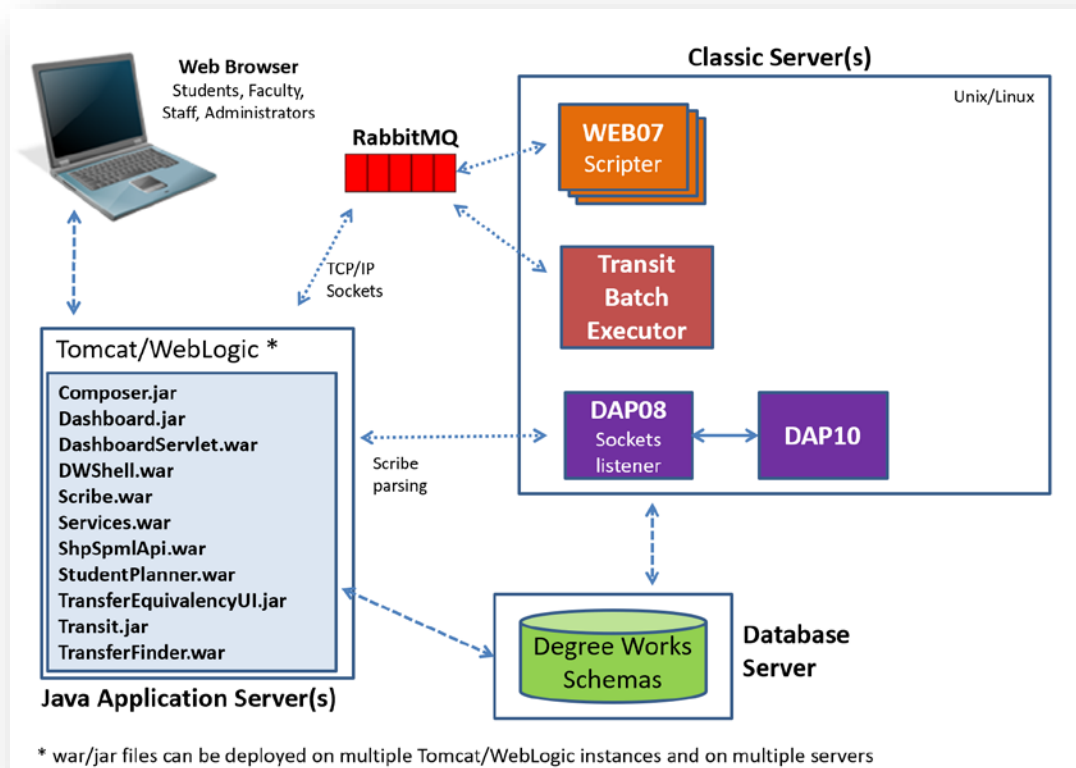 Web Browser
Students, Faculty,
Staff, Administrators
RabbitMQ
TCP/IP
Sockets
Classic Server(s)
Unix/Linux
WEB07
Scripter
Transit
Batch
Executor
DAP08
Sockets
listener
DAP10
Tomcat/WebLogic *
Composer.jar
Dashboard.jar
DashboardServlet.war
DWShell.war
Scribe.war
Services.war
ShpSpmlApi.war
StudentPlanner.war
TransferEquivalencyUI.jar
Transit.jar
TransferFinder.war
Java Application Server(s)
Scribe
parsing
Degree Works
Schemas
Database
Server
* war/jar files can be deployed on multiple Tomcat/WebLogic instances and on multiple servers